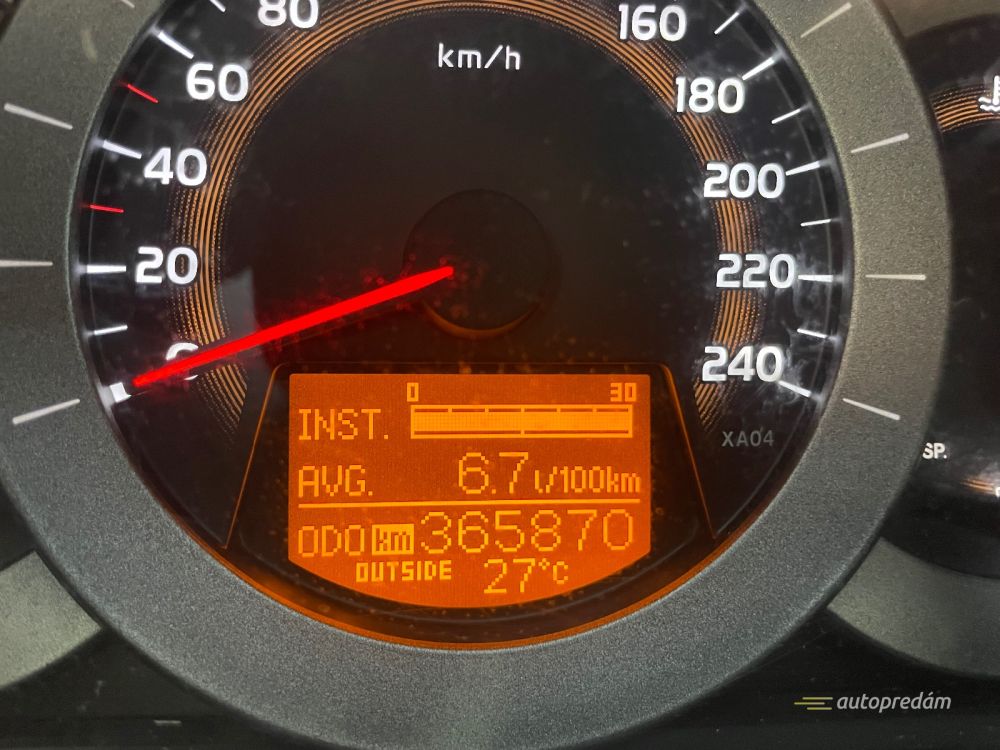 80
160
km/h
60
180
40
200
20
220
0
240
0 30
INST.
XA04
AVG. 6.7 l/100km
SP.
ODO km 365870
OUTSIDE 27°C
autopredám